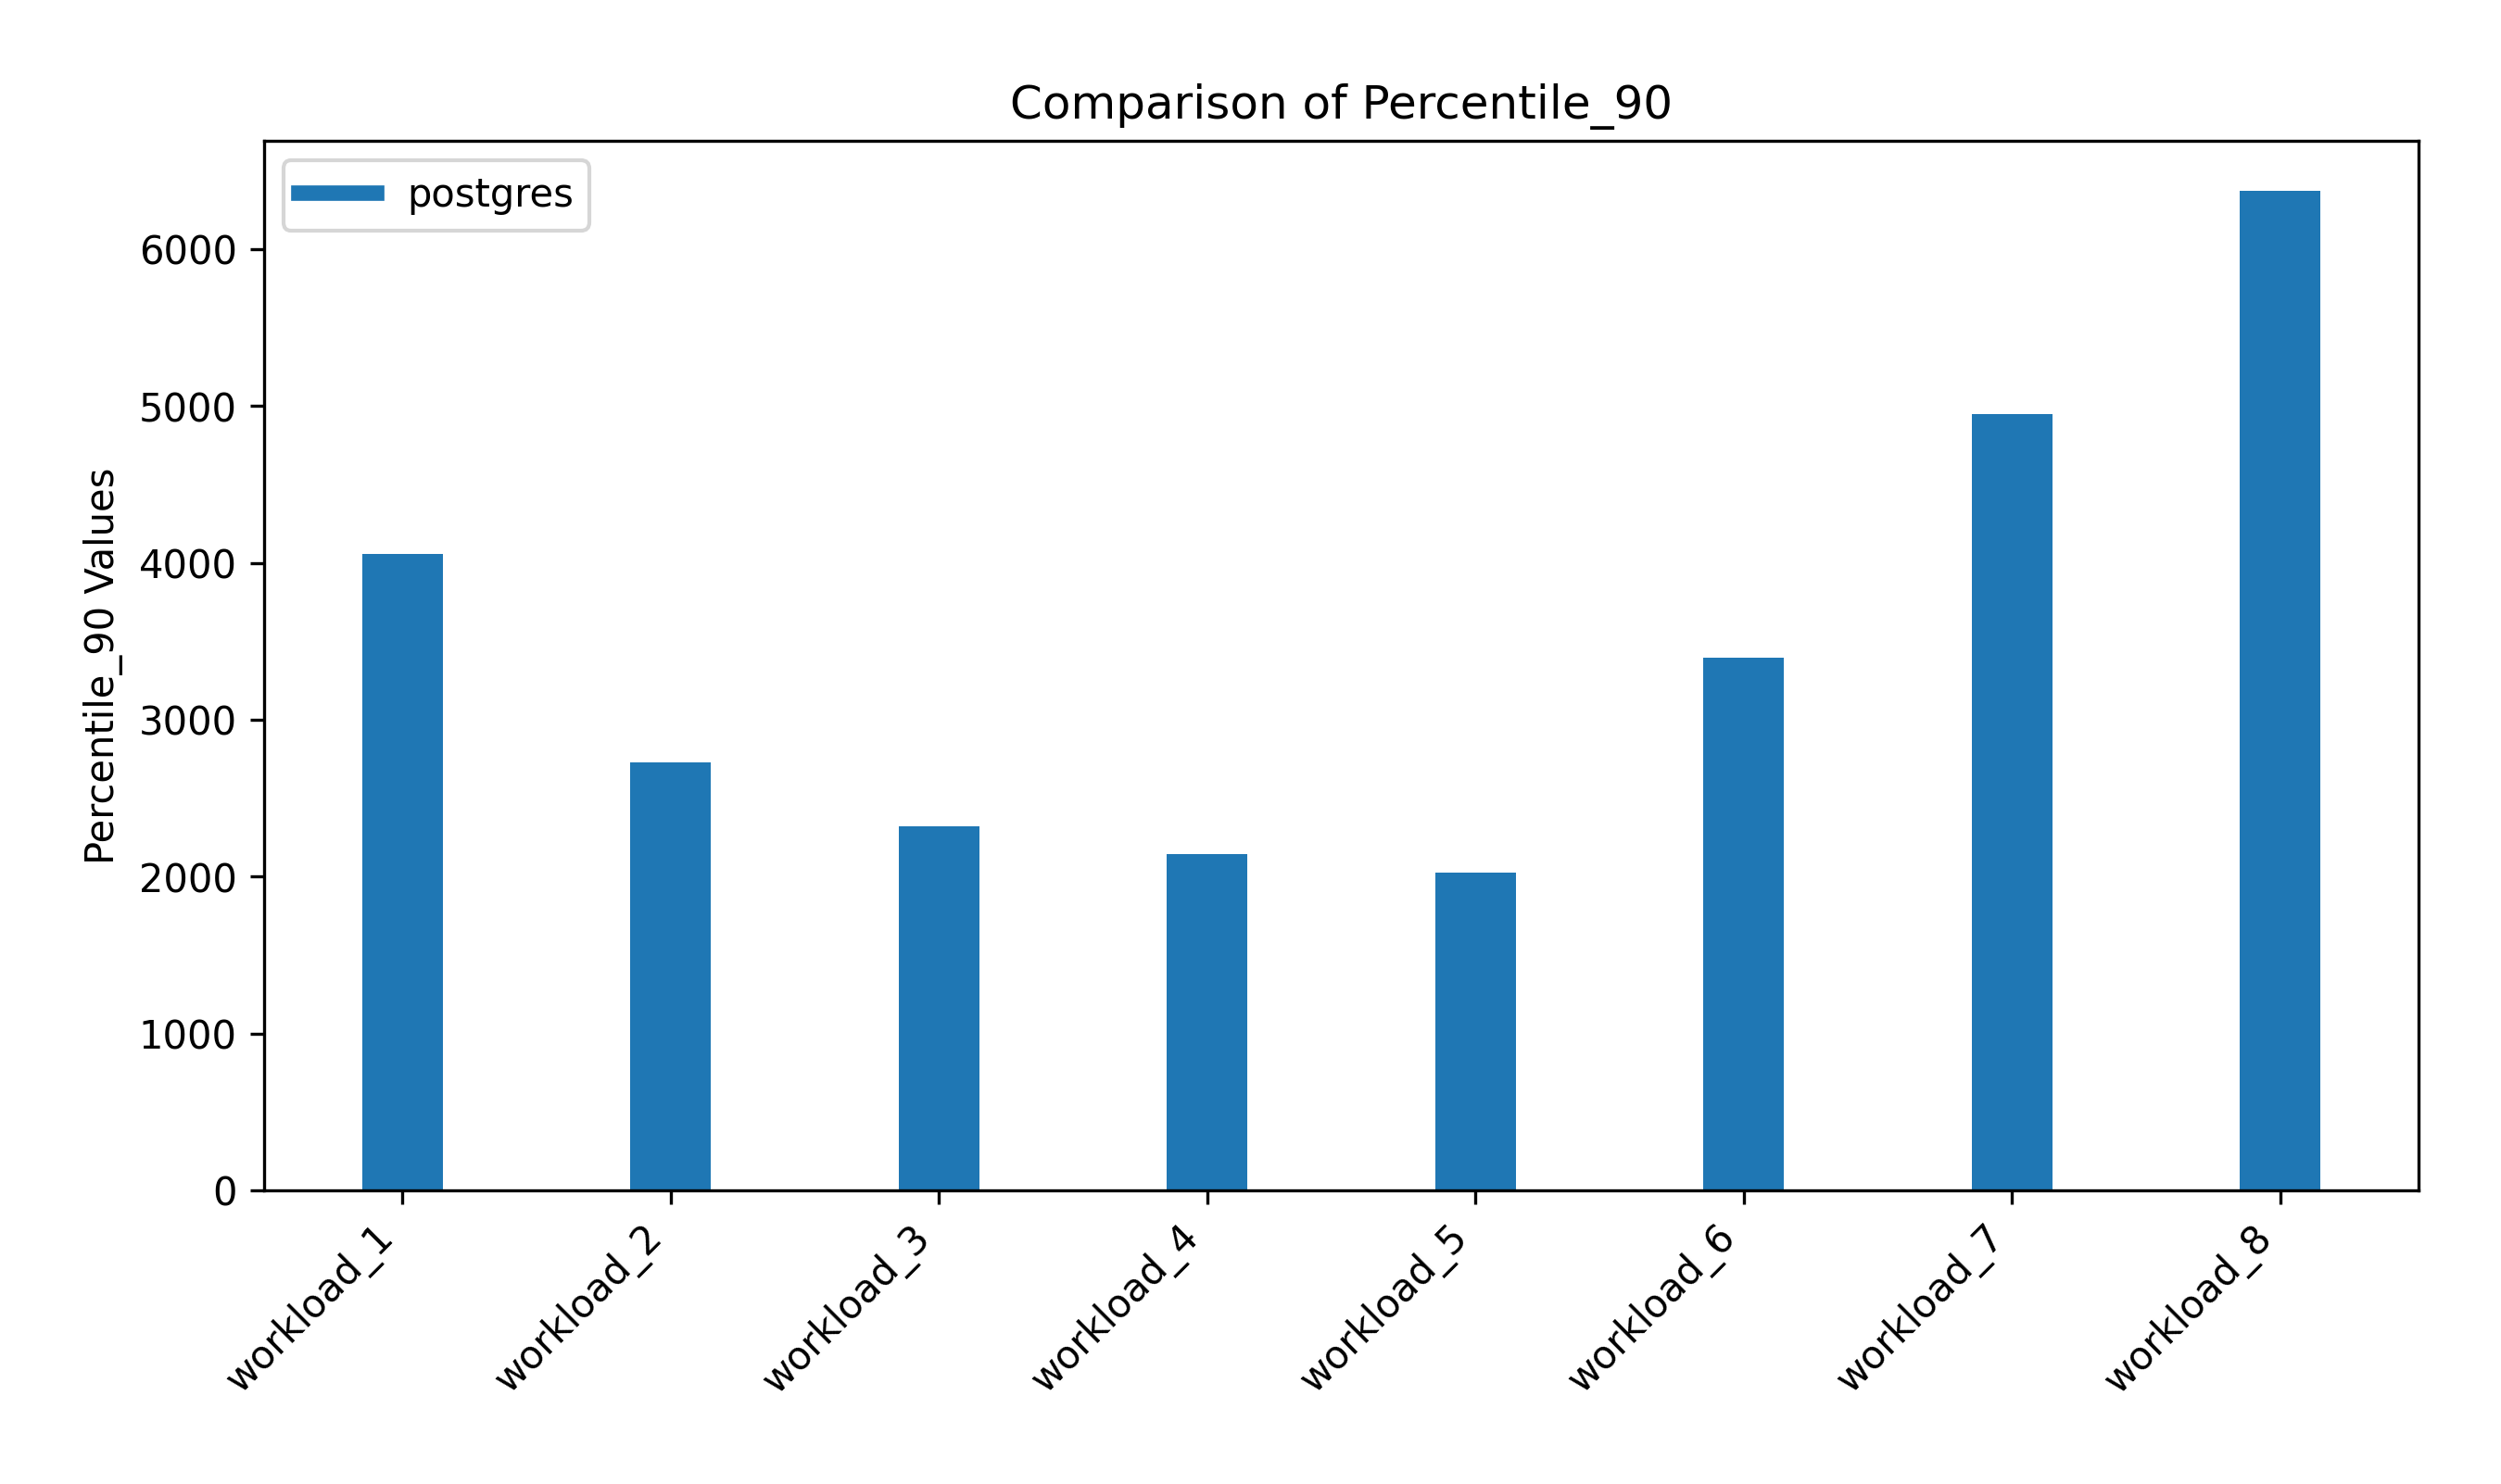 Comparison of Percentile_90
postgres
Percentile_90 Values
6000
5000
4000
3000
2000
1000
0
workload_1
workload_2
workload_3
workload_4
workload_5
workload_6
workload_7
workload_8